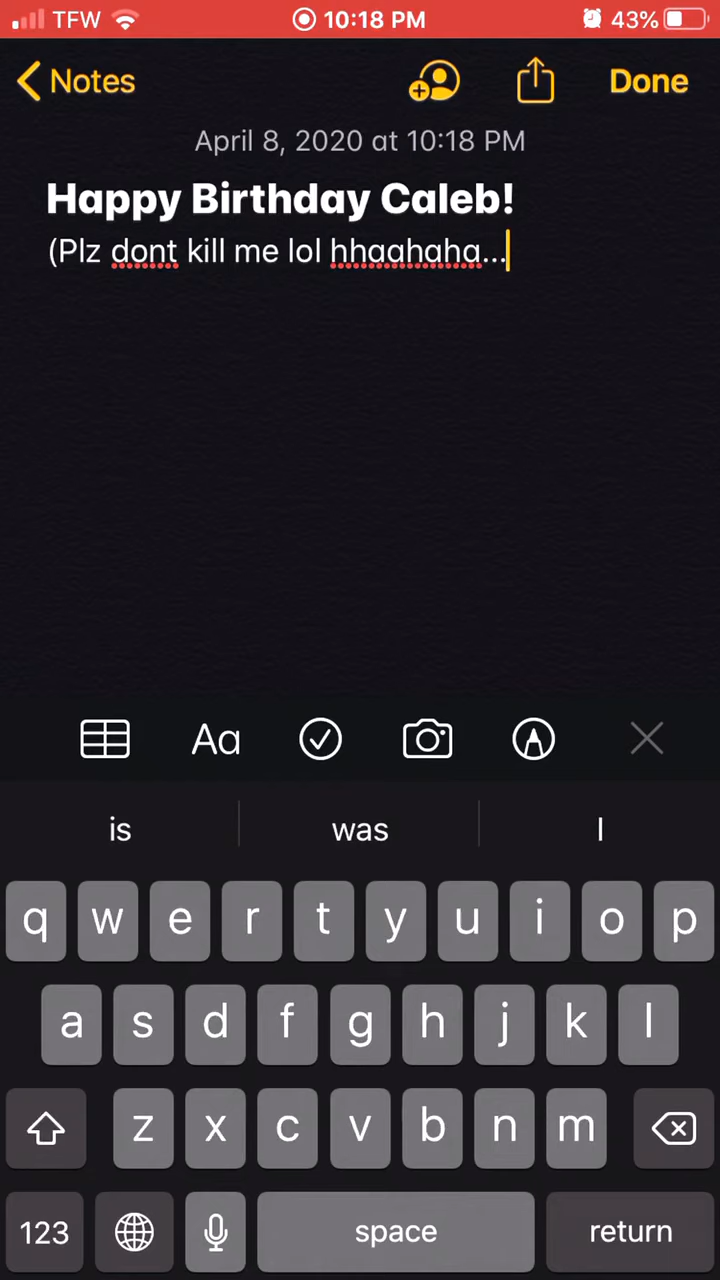 TFW 10:18 PM 43%
Notes Done
April 8, 2020 at 10:18 PM
Happy Birthday Caleb!
(Plz dont kill me lol hhaahaha...
Aa
is was I
q w e r t y u i o p
a s d f g h j k l
z x c v b n m
123 space return